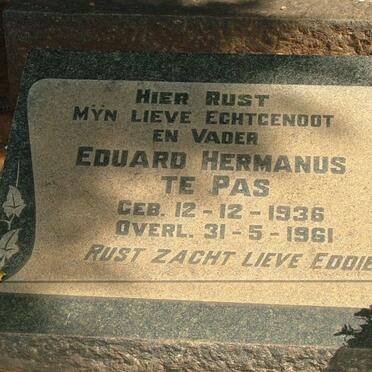 HIER RUST
MŸN LIEVE ECHTGENOOT
EN VADER
EDUARD HERMANUS
TE PAS
GEB. 12-12-1936
OVERL. 31-5-1961
RUST ZACHT LIEVE EDDIE